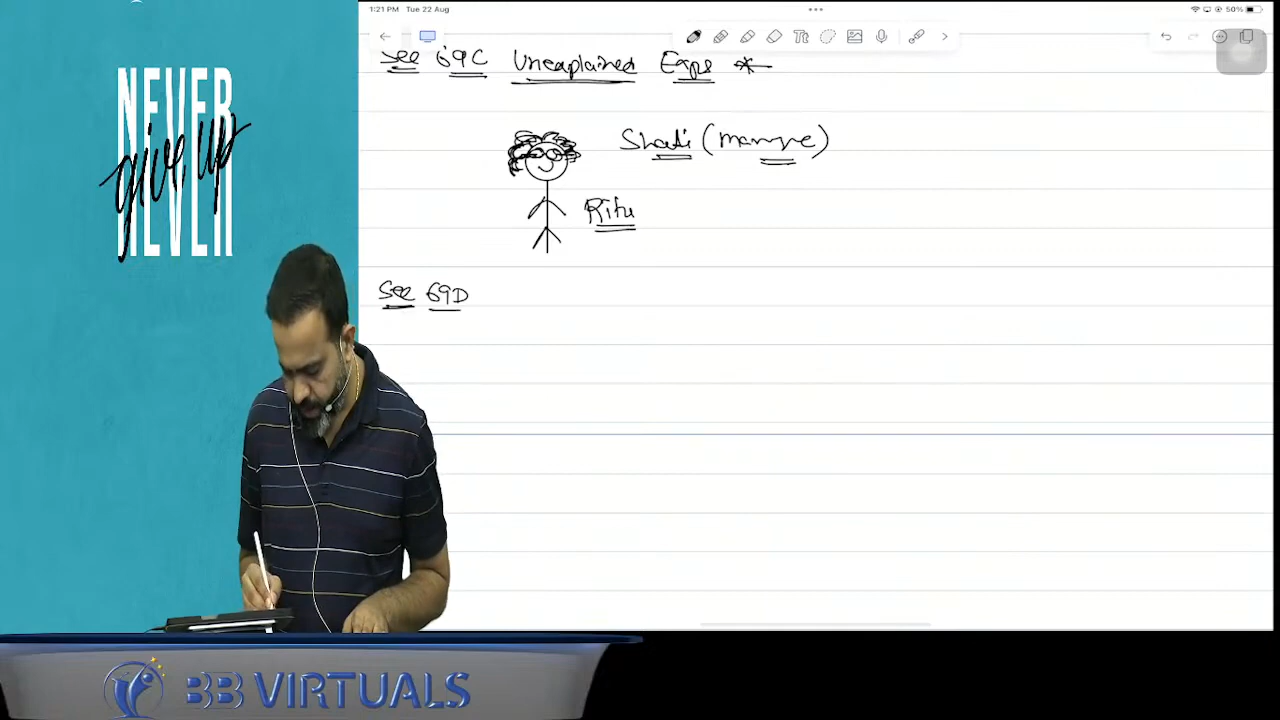 1:21 PM Tue 22 Aug
50%
See 69C Unexplained Exps *
Shadi (marriage)
Ritu
See 69D
NEVER
give up
NEVER
BB VIRTUALS